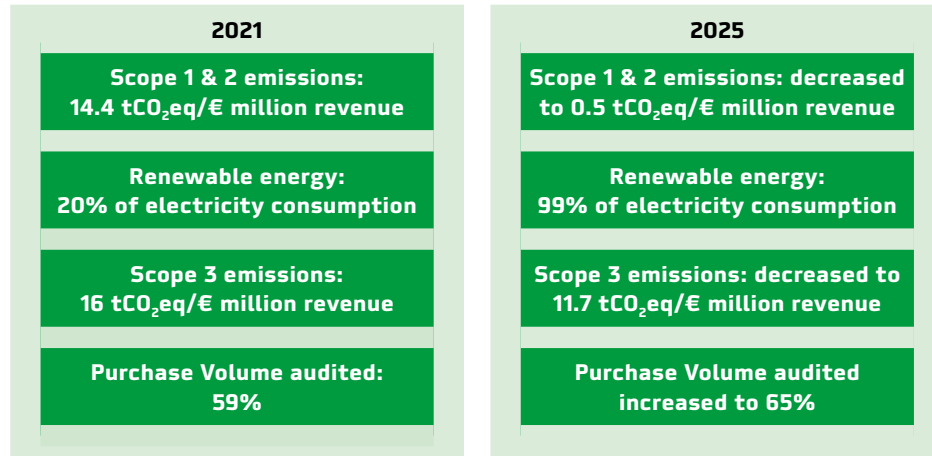 2021
Scope 1 & 2 emissions:
14.4 tCO₂eq/€ million revenue
Renewable energy:
20% of electricity consumption
Scope 3 emissions:
16 tCO₂eq/€ million revenue
Purchase Volume audited:
59%
2025
Scope 1 & 2 emissions: decreased
to 0.5 tCO₂eq/€ million revenue
Renewable energy:
99% of electricity consumption
Scope 3 emissions: decreased to
11.7 tCO₂eq/€ million revenue
Purchase Volume audited
increased to 65%